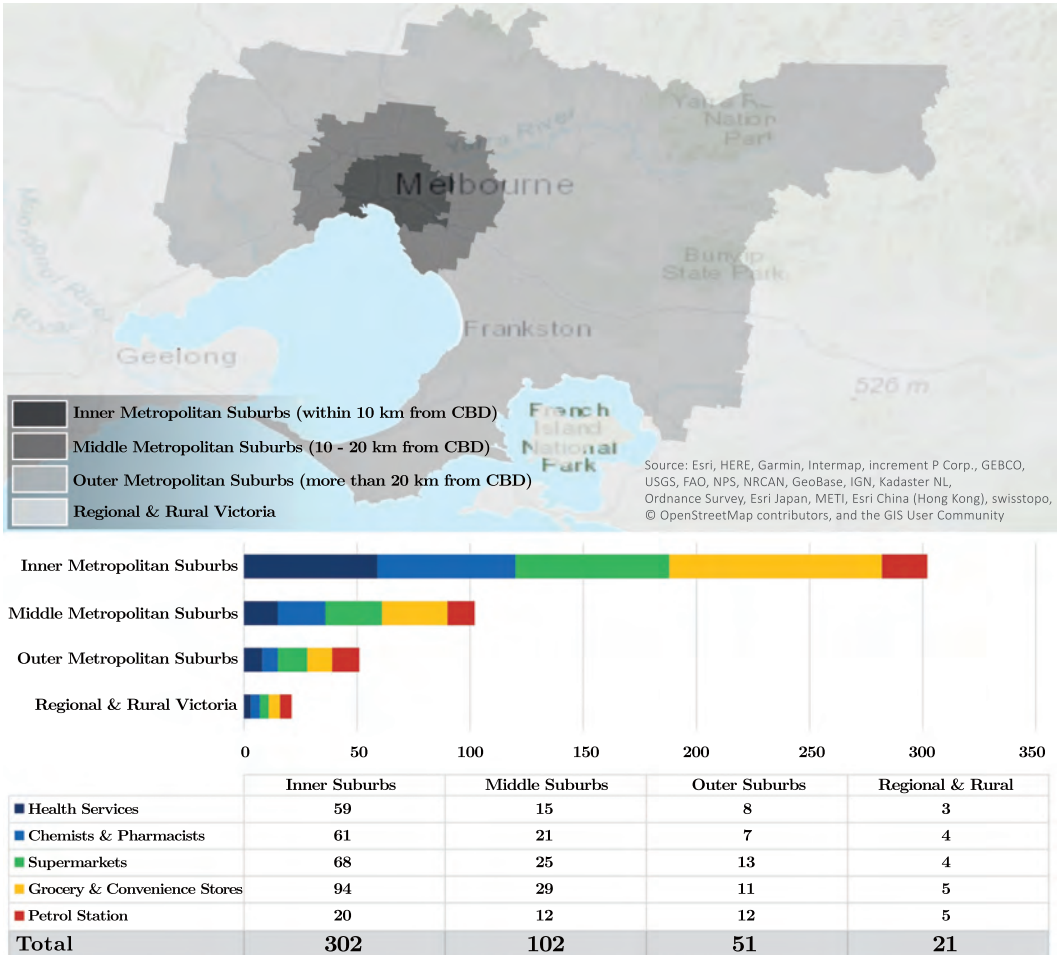 Yarra R
Nation
Park
Yarra River
Melbourne
Bunyip
State Park
Frankston
Geelong
River
526 m
French
Island
National
Park
Inner Metropolitan Suburbs (within 10 km from CBD)
Middle Metropolitan Suburbs (10 - 20 km from CBD)
Outer Metropolitan Suburbs (more than 20 km from CBD)
Regional & Rural Victoria
Source: Esri, HERE, Garmin, Intermap, increment P Corp., GEBCO,
USGS, FAO, NPS, NRCAN, GeoBase, IGN, Kadaster NL,
Ordnance Survey, Esri Japan, METI, Esri China (Hong Kong), swisstopo,
© OpenStreetMap contributors, and the GIS User Community
Inner Metropolitan Suburbs
Middle Metropolitan Suburbs
Outer Metropolitan Suburbs
Regional & Rural Victoria
0 50 100 150 200 250 300 350
Inner Suburbs Middle Suburbs Outer Suburbs Regional & Rural
Health Services 59 15 8 3
Chemists & Pharmacists 61 21 7 4
Supermarkets 68 25 13 4
Grocery & Convenience Stores 94 29 11 5
Petrol Station 20 12 12 5
Total 302 102 51 21